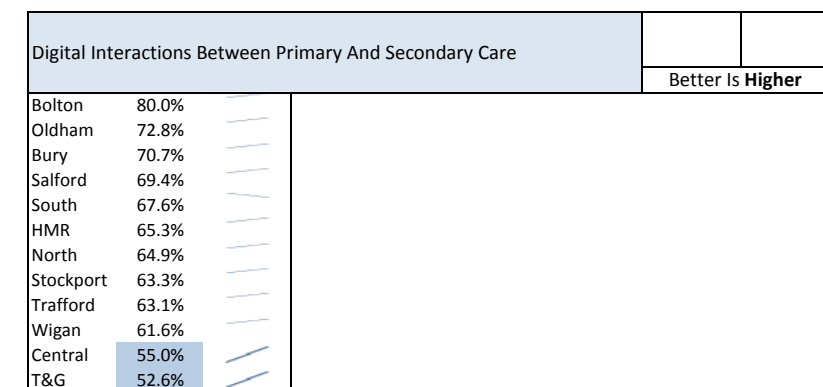 Digital Interactions Between Primary And Secondary Care
Better Is Higher
Bolton 80.0%
Oldham 72.8%
Bury 70.7%
Salford 69.4%
South 67.6%
HMR 65.3%
North 64.9%
Stockport 63.3%
Trafford 63.1%
Wigan 61.6%
Central 55.0%
T&G 52.6%